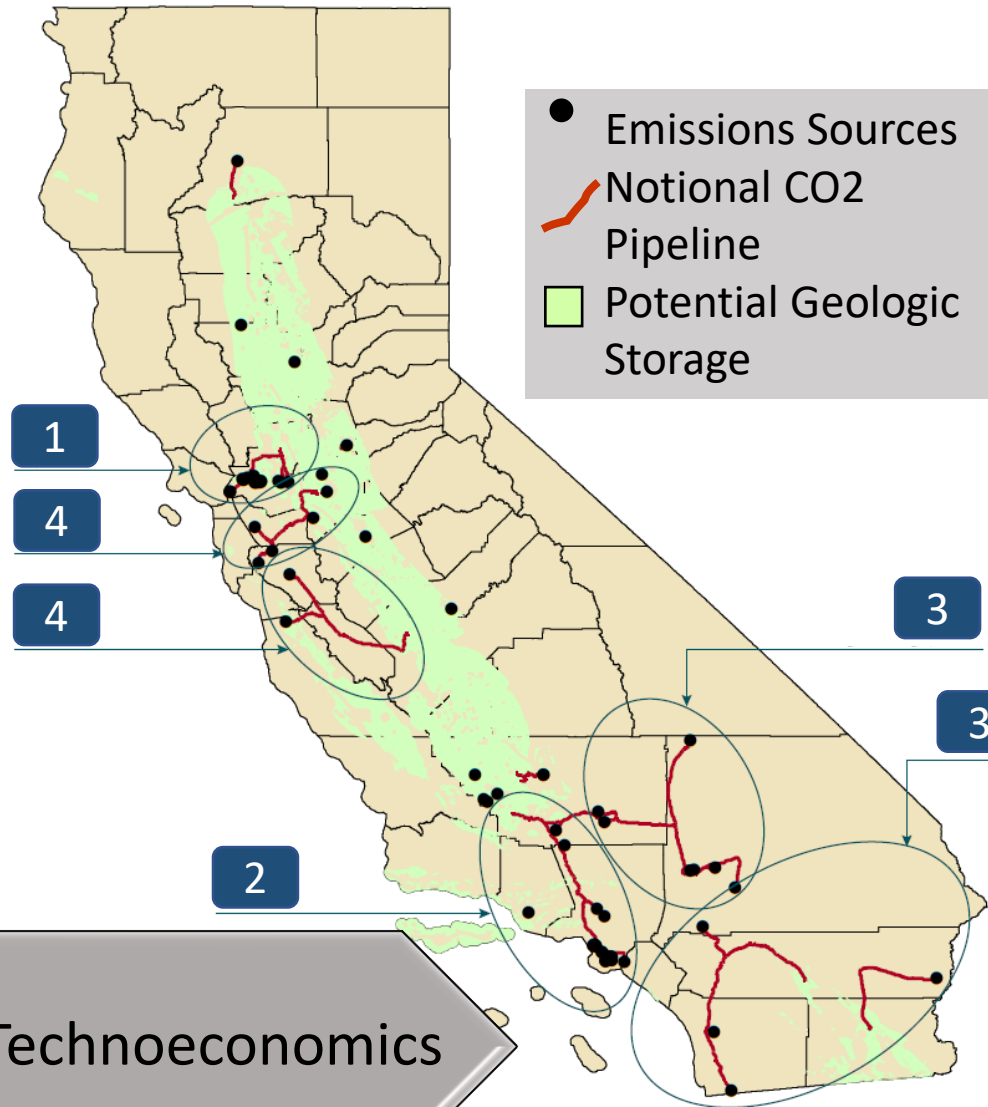 Emissions Sources
Notional CO2
Pipeline
Potential Geologic
Storage
1
4
4
3
3
2
Technoeconomics